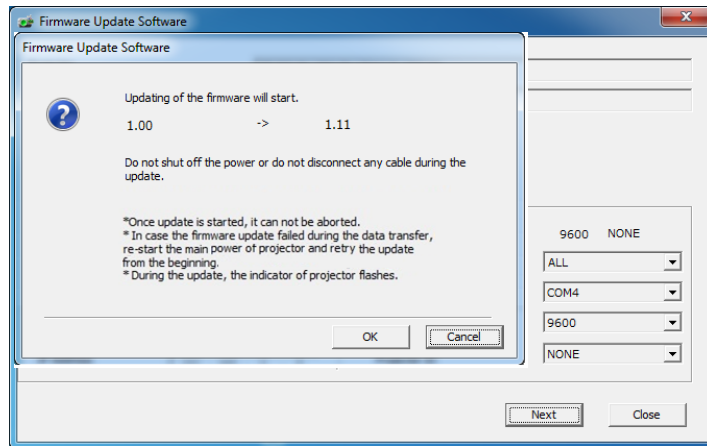 Firmware Update Software
Firmware Update Software
Updating of the firmware will start.
1.00 -> 1.11
Do not shut off the power or do not disconnect any cable during the
update.
*Once update is started, it can not be aborted.
* In case the firmware update failed during the data transfer,
re-start the main power of projector and retry the update
from the beginning.
* During the update, the indicator of projector flashes.
OK Cancel
9600 NONE
ALL
COM4
9600
NONE
Next Close